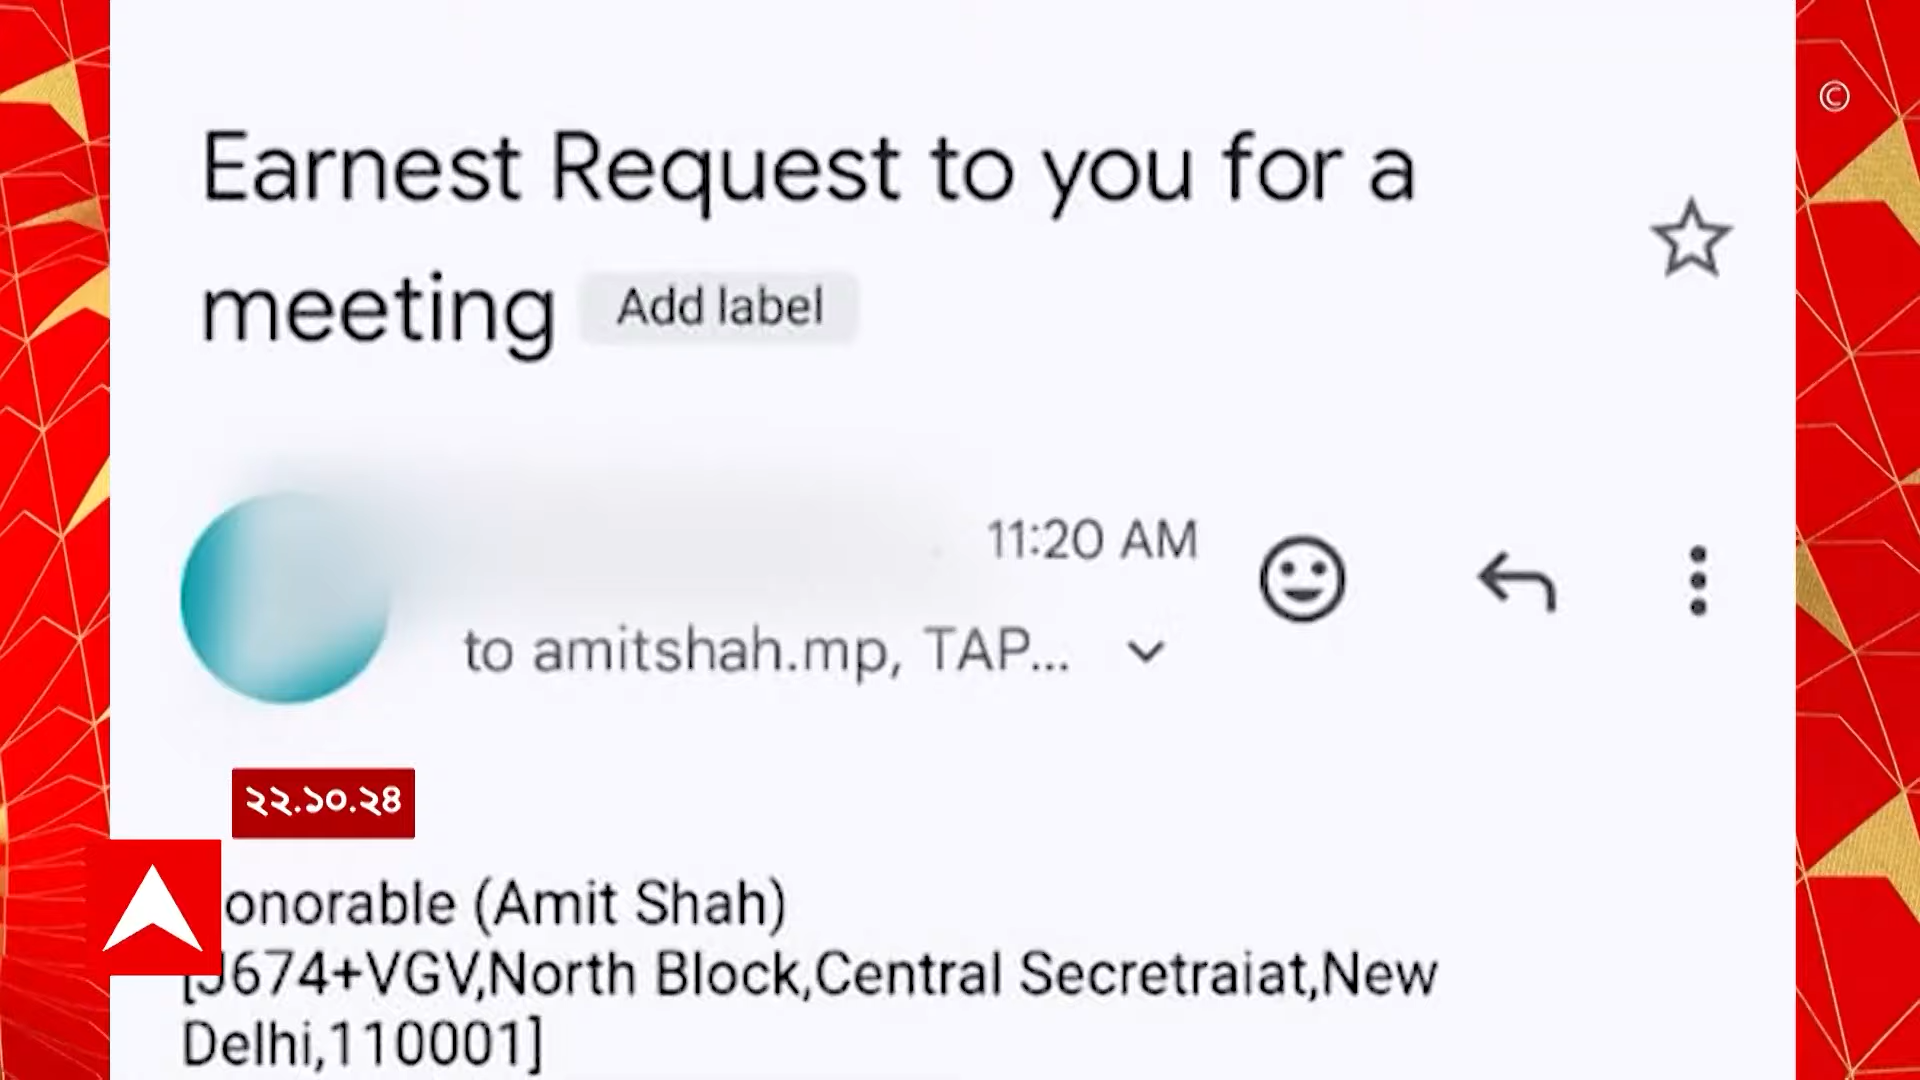 ©
Earnest Request to you for a
meeting Add label
11:20 AM
to amitshah.mp, TAP...
২২.১০.২৪
onorable (Amit Shah)
[J674+VGV,North Block,Central Secretraiat,New
Delhi,110001]